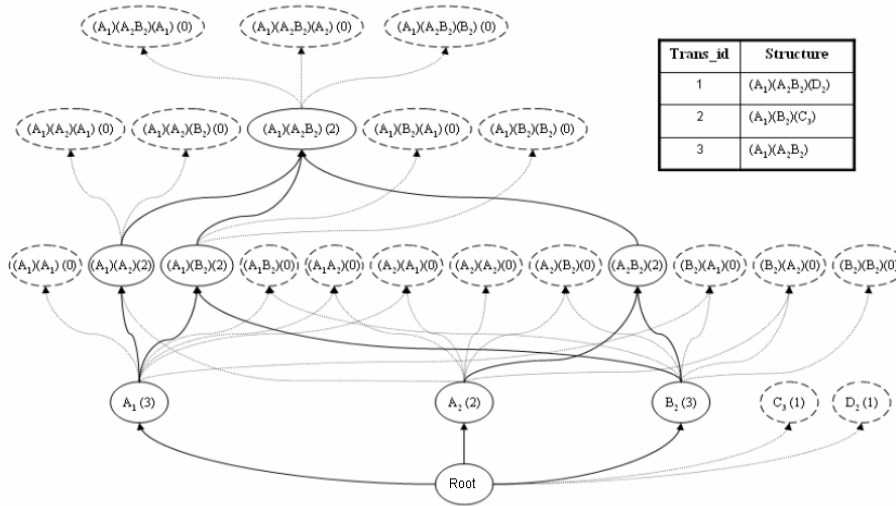 (A₁)(A₂B₂)(A₁) (0) (A₁)(A₂B₂)(A₂) (0) (A₁)(A₂B₂)(B₂) (0)
Trans_id Structure
1 (A₁)(A₂B₂)(D₂)
2 (A₁)(B₂)(C₃)
3 (A₁)(A₂B₂)
(A₁)(A₂)(A₁) (0) (A₁)(A₂)(B₂) (0) (A₁)(A₂B₂) (2) (A₁)(B₂)(A₁) (0) (A₁)(B₂)(B₂) (0)
(A₁)(A₁) (0) (A₁)(A₂)(2) (A₁)(B₂)(2) (A₁B₂)(0) (A₁A₂)(0) (A₂)(A₁)(0) (A₂)(A₂)(0) (A₂)(B₂)(0) (A₂B₂)(2) (B₂)(A₁)(0) (B₂)(A₂)(0) (B₂)(B₂)(0)
A₁ (3) A₂ (2) B₂ (3) C₃ (1) D₂ (1)
Root